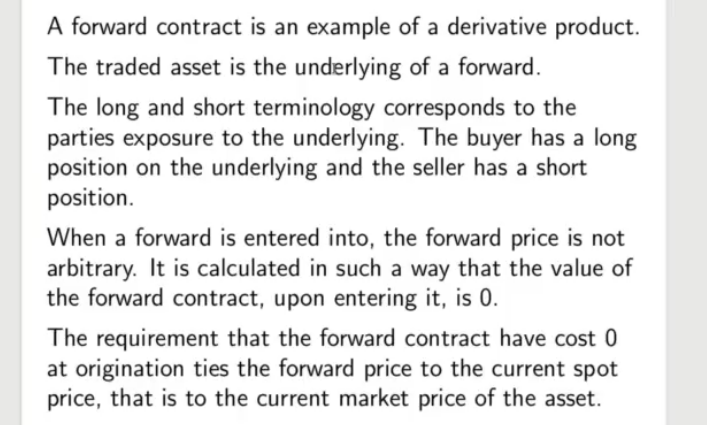 A forward contract is an example of a derivative product.
The traded asset is the underlying of a forward.
The long and short terminology corresponds to the
parties exposure to the underlying. The buyer has a long
position on the underlying and the seller has a short
position.
When a forward is entered into, the forward price is not
arbitrary. It is calculated in such a way that the value of
the forward contract, upon entering it, is 0.
The requirement that the forward contract have cost 0
at origination ties the forward price to the current spot
price, that is to the current market price of the asset.